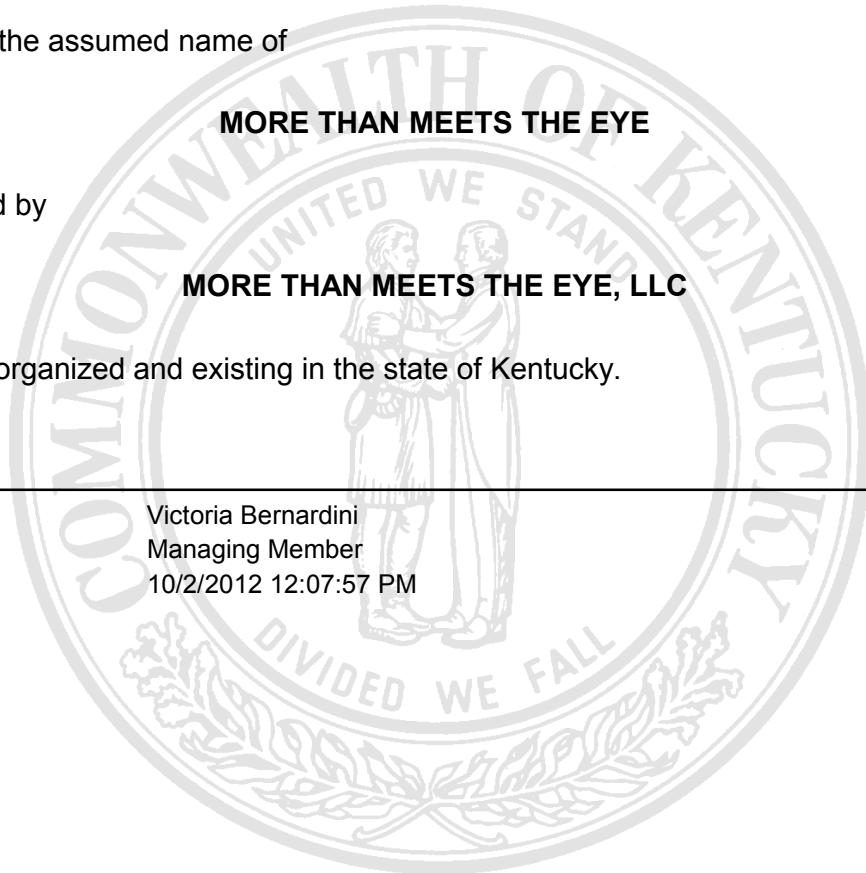 the assumed name of
MORE THAN MEETS THE EYE
d by
MORE THAN MEETS THE EYE, LLC
organized and existing in the state of Kentucky.
Victoria Bernardini
Managing Member
10/2/2012 12:07:57 PM
COMMONWEALTH OF KENTUCKY
UNITED WE STAND
DIVIDED WE FALL